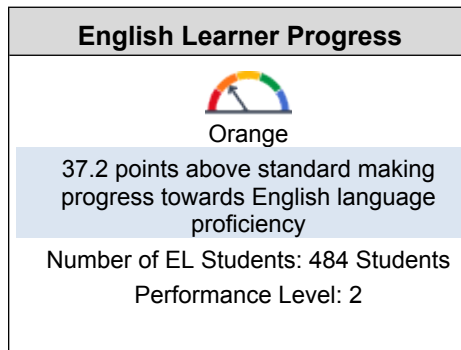 English Learner Progress
Orange
37.2 points above standard making
progress towards English language
proficiency
Number of EL Students: 484 Students
Performance Level: 2